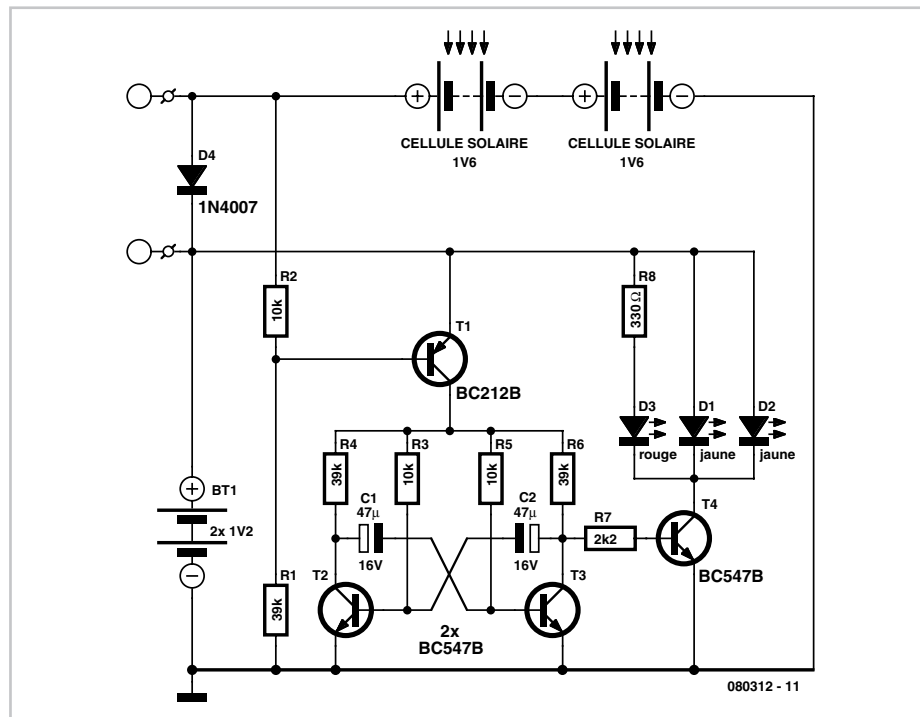 CELLULE SOLAIRE
1V6
CELLULE SOLAIRE
1V6
D4
1N4007
R2
10k
T1
BC212B
R8
330 Ω
D3
rouge
D1
jaune
D2
jaune
R4
39k
R3
10k
R5
10k
R6
39k
C1
47µ
16V
C2
47µ
16V
R7
2k2
T4
BC547B
BT1
2x 1V2
R1
39k
T2
T3
2x
BC547B
080312 - 11